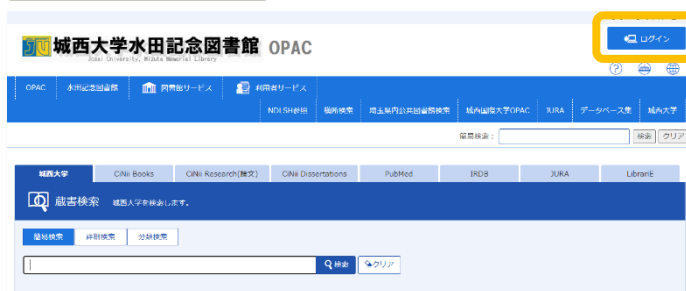 城西大学水田記念図書館 OPAC
Josai University, Mizuta Memorial Library
ログイン
OPAC 水田記念図書館 図書館サービス 利用者サービス
NDLSH参照 横断検索 埼玉県内公共図書館検索 城西国際大学OPAC JURA データベース集 城西大学
簡易検索： 検索 クリア
城西大学 CiNii Books CiNii Research(論文) CiNii Dissertations PubMed IRDB JURA LibrariE
蔵書検索 城西大学を検索します。
簡易検索 詳細検索 分類検索
検索 クリア